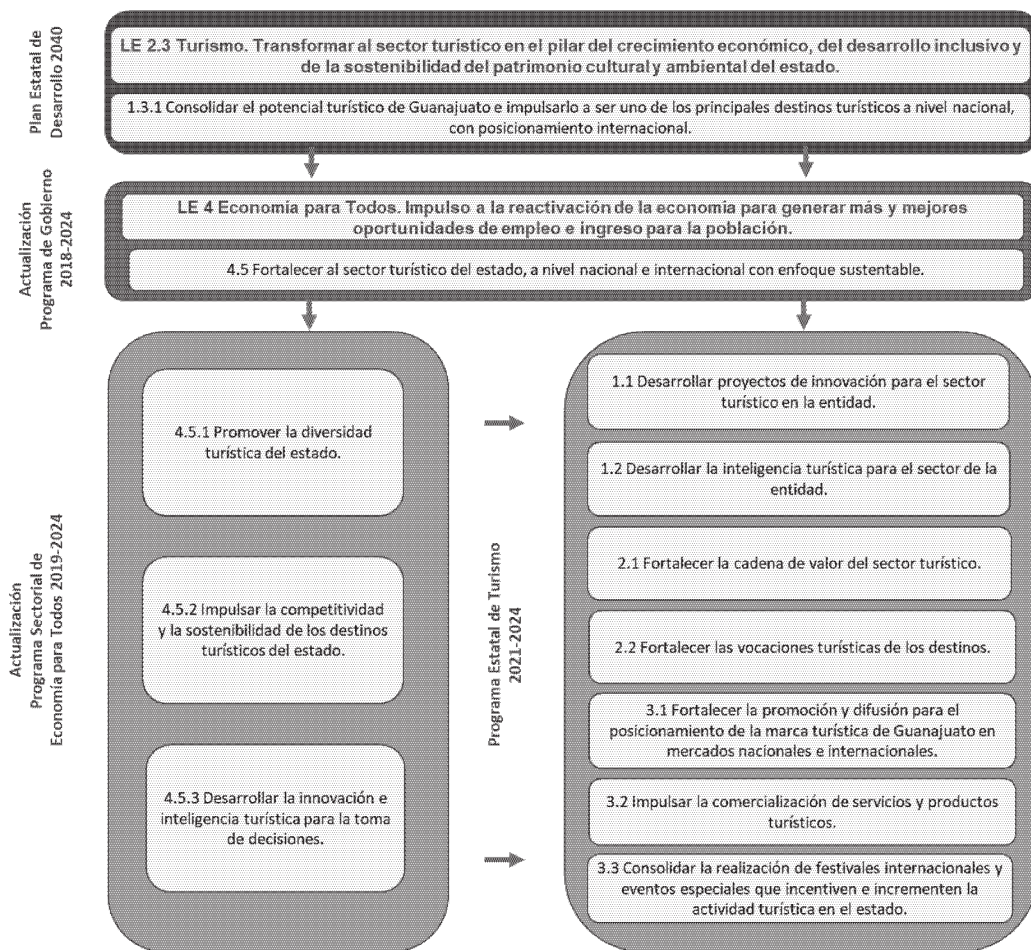 Plan Estatal de
Desarrollo 2040
LE 2.3 Turismo. Transformar al sector turístico en el pilar del crecimiento económico, del desarrollo inclusivo y
de la sostenibilidad del patrimonio cultural y ambiental del estado.
1.3.1 Consolidar el potencial turístico de Guanajuato e impulsarlo a ser uno de los principales destinos turísticos a nivel nacional,
con posicionamiento internacional.
Actualización
Programa de Gobierno
2018-2024
LE 4 Economía para Todos. Impulso a la reactivación de la economía para generar más y mejores
oportunidades de empleo e ingreso para la población.
4.5 Fortalecer al sector turístico del estado, a nivel nacional e internacional con enfoque sustentable.
Actualización
Programa Sectorial de
Economía para Todos 2019-2024
4.5.1 Promover la diversidad
turística del estado.
4.5.2 Impulsar la competitividad
y la sostenibilidad de los destinos
turísticos del estado.
4.5.3 Desarrollar la innovación e
inteligencia turística para la toma
de decisiones.
Programa Estatal de Turismo
2021-2024
1.1 Desarrollar proyectos de innovación para el sector
turístico en la entidad.
1.2 Desarrollar la inteligencia turística para el sector de la
entidad.
2.1 Fortalecer la cadena de valor del sector turístico.
2.2 Fortalecer las vocaciones turísticas de los destinos.
3.1 Fortalecer la promoción y difusión para el
posicionamiento de la marca turística de Guanajuato en
mercados nacionales e internacionales.
3.2 Impulsar la comercialización de servicios y productos
turísticos.
3.3 Consolidar la realización de festivales internacionales y
eventos especiales que incentiven e incrementen la
actividad turística en el estado.